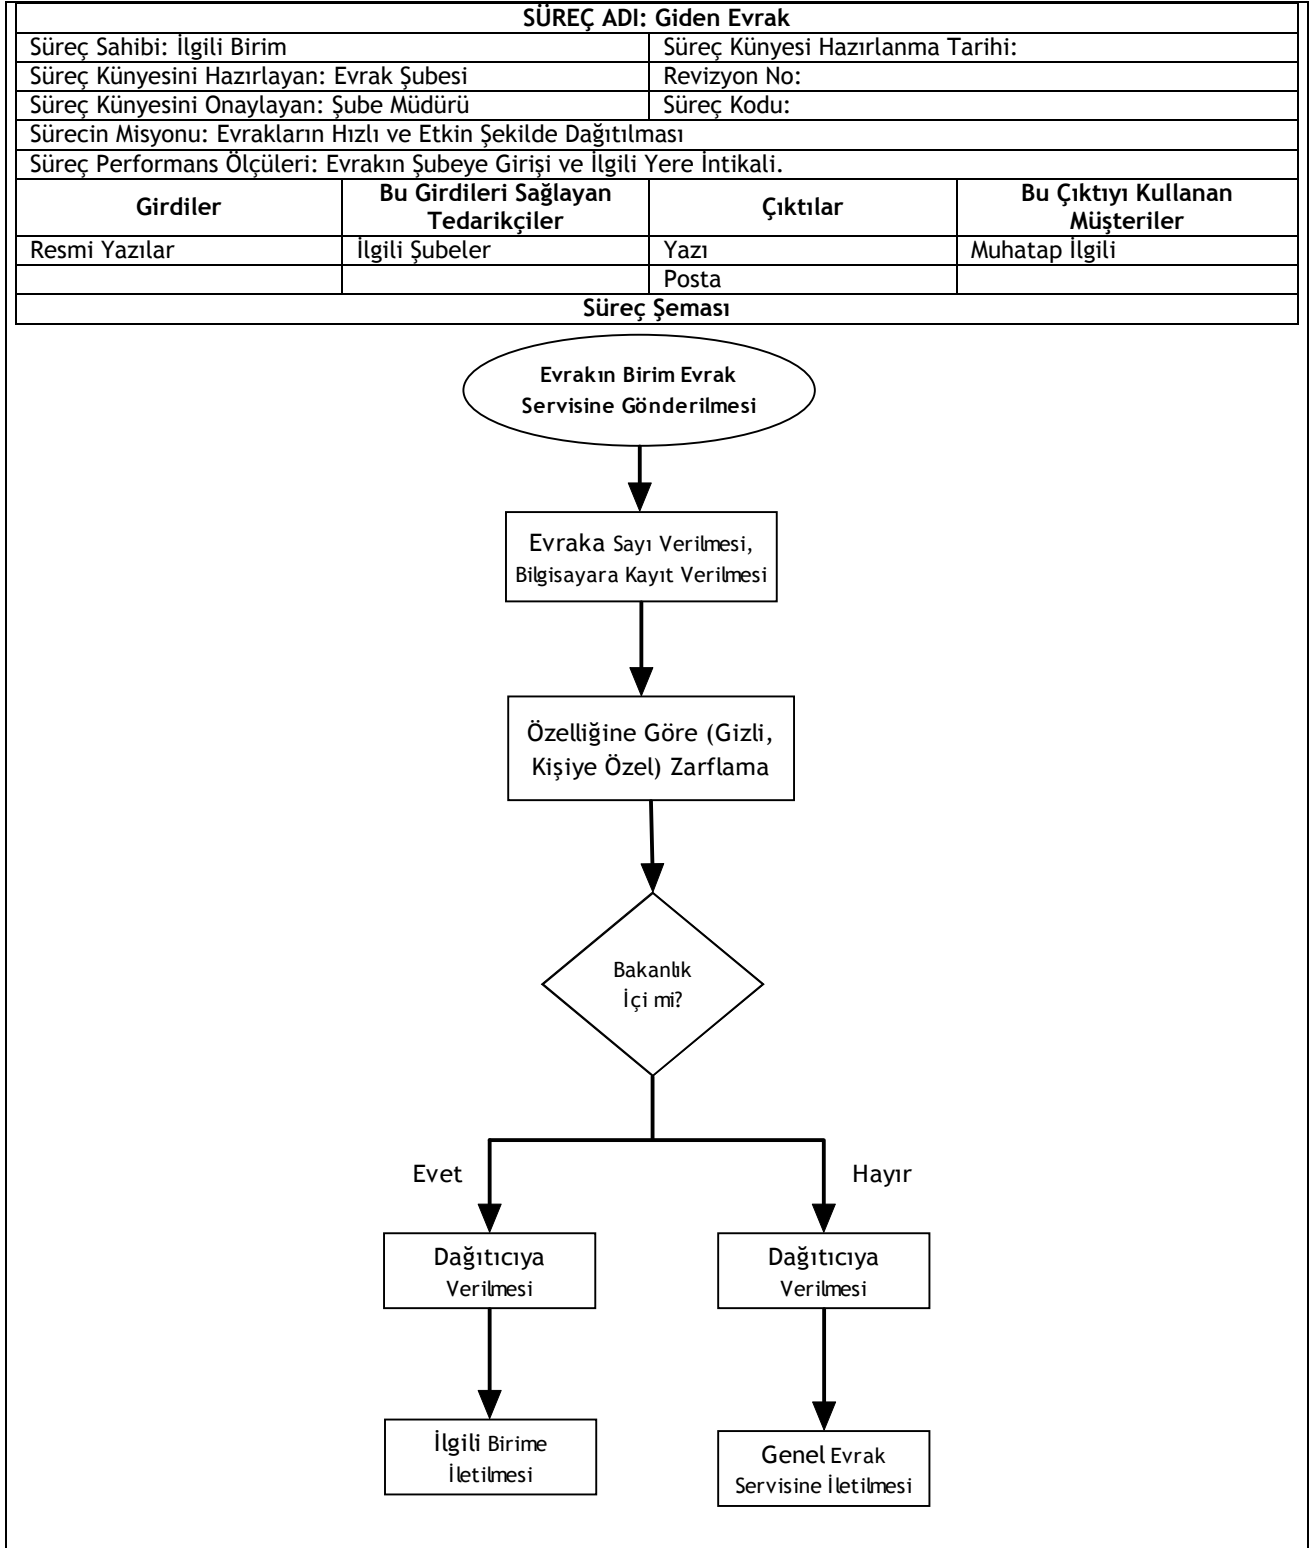 SÜREÇ ADI: Giden Evrak
Süreç Sahibi: İlgili Birim
Süreç Künyesi Hazırlanma Tarihi:
Süreç Künyesini Hazırlayan: Evrak Şubesi
Revizyon No:
Süreç Künyesini Onaylayan: Şube Müdürü
Süreç Kodu:
Sürecin Misyonu: Evrakların Hızlı ve Etkin Şekilde Dağıtılması
Süreç Performans Ölçüleri: Evrakın Şubeye Girişi ve İlgili Yere İntikali.
Girdiler
Bu Girdileri Sağlayan
Tedarikçiler
Çıktılar
Bu Çıktıyı Kullanan
Müşteriler
Resmi Yazılar
İlgili Şubeler
Yazı
Muhatap İlgili
Posta
Süreç Şeması
Evrakın Birim Evrak
Servisine Gönderilmesi
Evraka Sayı Verilmesi,
Bilgisayara Kayıt Verilmesi
Özelliğine Göre (Gizli,
Kişiye Özel) Zarflama
Bakanlık
İçi mi?
Evet
Hayır
Dağıtıcıya
Verilmesi
Dağıtıcıya
Verilmesi
İlgili Birime
İletilmesi
Genel Evrak
Servisine İletilmesi